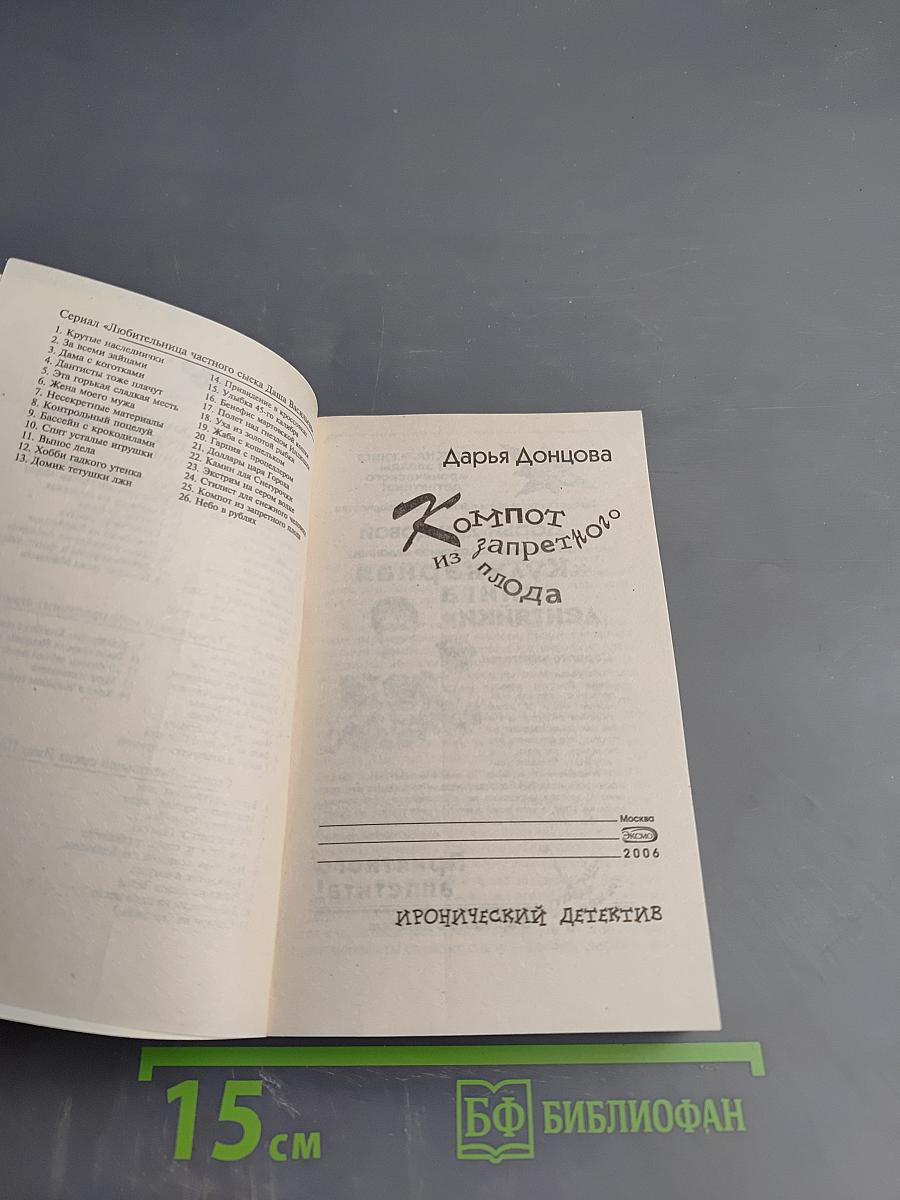 Сериал «Любительница частного сыска Даша Васильева»
1. Крутые наследнички
2. За всеми зайцами
3. Дама с коготками
4. Дантисты тоже плачут
5. Эта горькая сладкая месть
6. Жена моего мужа
7. Несекретные материалы
8. Контрольный поцелуй
9. Бассейн с крокодилами
10. Спят усталые игрушки
11. Вынос дела
12. Хобби гадкого утенка
13. Домик тетушки лжи
14. Привидение в кроссовках
15. Улыбка 45-го калибра
16. Бенефис мартовской кошки
17. Полет над гнездом Индюшки
18. Уха из золотой рыбки
19. Жаба с кошельком
20. Гарпия с пропеллером
21. Доллары царя Гороха
22. Камин для Снегурочки
23. Экстрим на сером волке
24. Стилист для снежного человека
25. Компот из запретного плода
26. Небо в рублях
Дарья Донцова
Компот
из запретного
плода
Москва
ЭКСМО
2006
ИРОНИЧЕСКИЙ ДЕТЕКТИВ
15 см
БФ БИБЛИОФАН